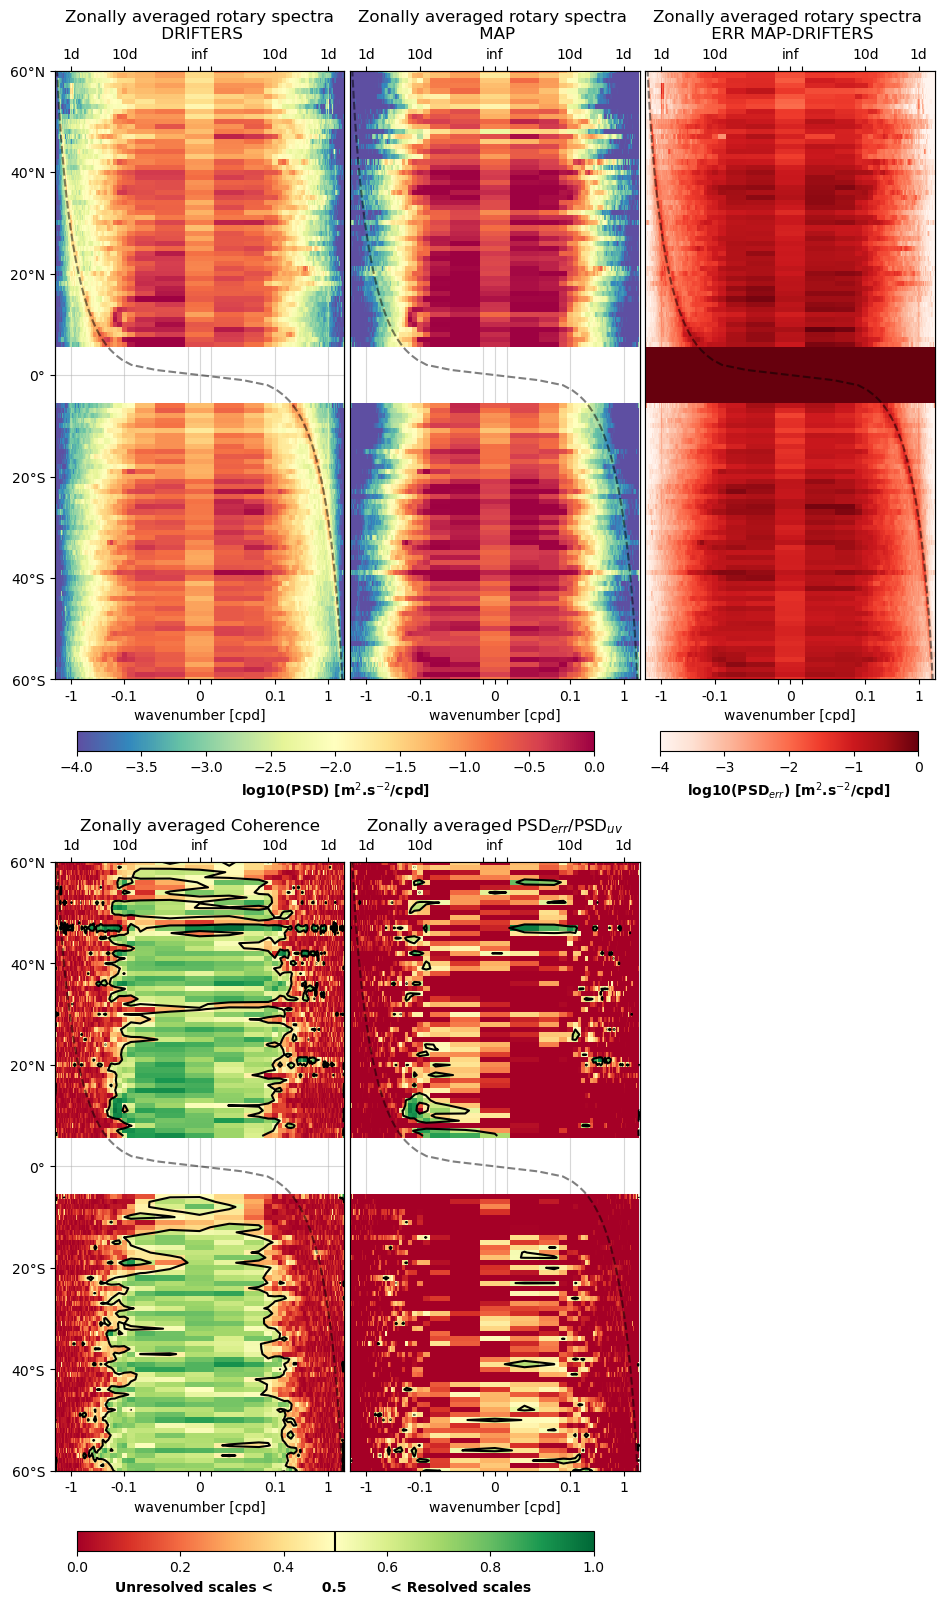 Zonally averaged rotary spectra
DRIFTERS
Zonally averaged rotary spectra
MAP
Zonally averaged rotary spectra
ERR MAP-DRIFTERS
1d 10d inf 10d 1d
1d 10d inf 10d 1d
1d 10d inf 10d 1d
60°N
40°N
20°N
0°
20°S
40°S
60°S
-1 -0.1 0 0.1 1
-1 -0.1 0 0.1 1
-1 -0.1 0 0.1 1
wavenumber [cpd]
wavenumber [cpd]
wavenumber [cpd]
−4.0 −3.5 −3.0 −2.5 −2.0 −1.5 −1.0 −0.5 0.0
log10(PSD) [m².s⁻²/cpd]
−4 −3 −2 −1 0
log10(PSD_err) [m².s⁻²/cpd]
Zonally averaged Coherence
Zonally averaged PSD_err/PSD_uv
1d 10d inf 10d 1d
1d 10d inf 10d 1d
60°N
40°N
20°N
0°
20°S
40°S
60°S
-1 -0.1 0 0.1 1
-1 -0.1 0 0.1 1
wavenumber [cpd]
wavenumber [cpd]
0.0 0.2 0.4 0.6 0.8 1.0
Unresolved scales < 0.5 < Resolved scales